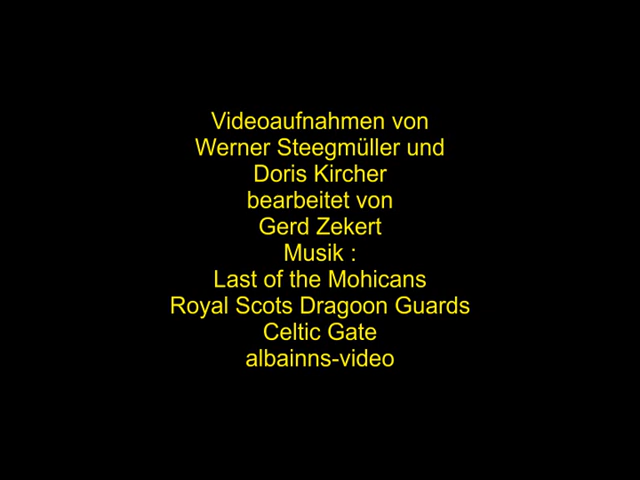 Videoaufnahmen von
Werner Steegmüller und
Doris Kircher
bearbeitet von
Gerd Zekert
Musik :
Last of the Mohicans
Royal Scots Dragoon Guards
Celtic Gate
albainns-video